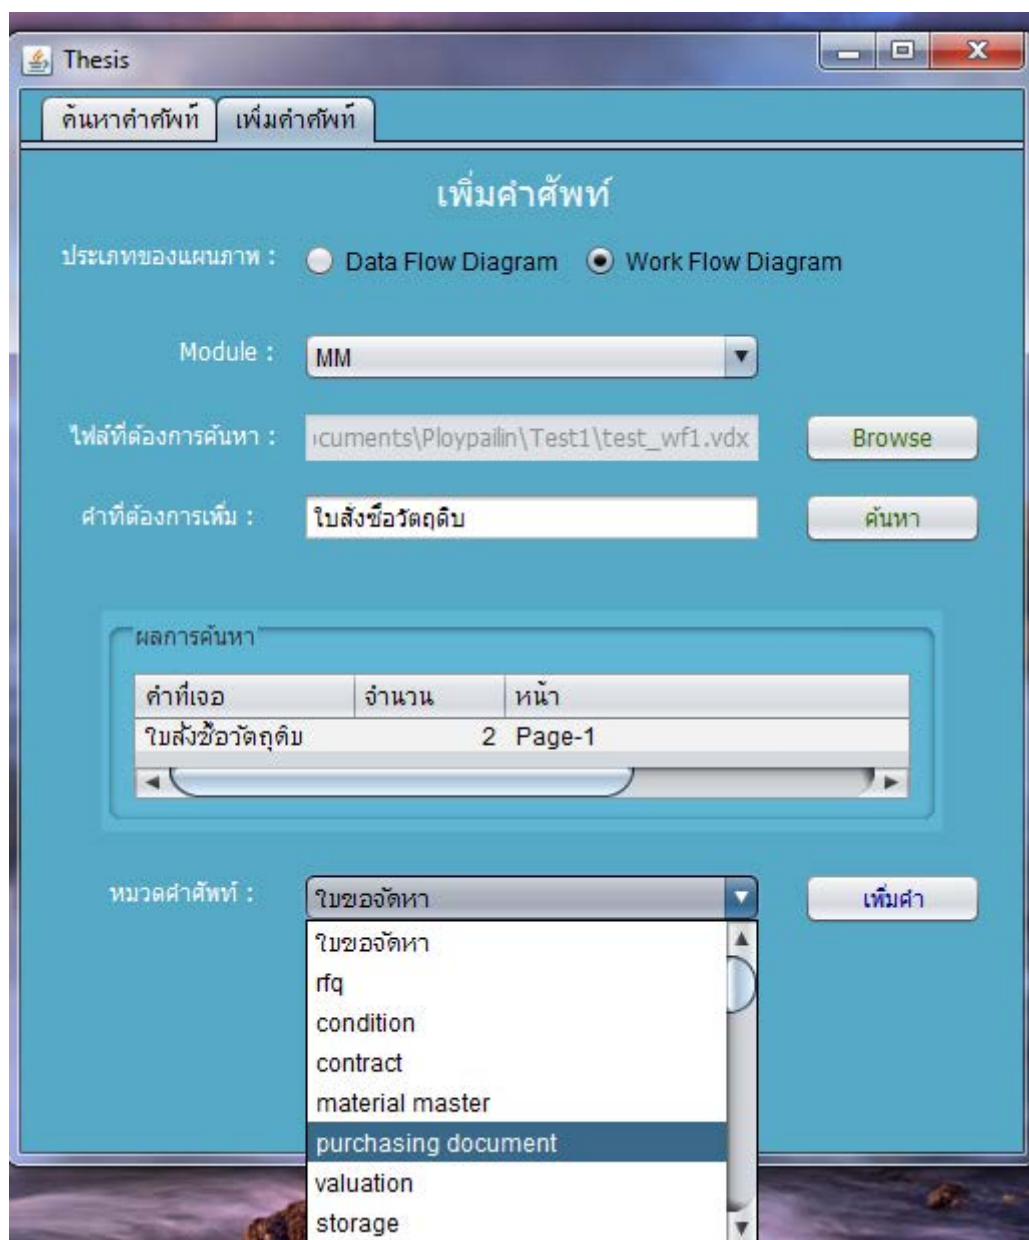 Thesis
ค้นหาคำศัพท์ เพิ่มคำศัพท์
เพิ่มคำศัพท์
ประเภทของแผนภาพ : Data Flow Diagram Work Flow Diagram
Module : MM
ไฟล์ที่ต้องการค้นหา : ocuments\Ploypailin\Test1\test_wf1.vdx Browse
คำที่ต้องการเพิ่ม : ใบสั่งซื้อวัตถุดิบ ค้นหา
ผลการค้นหา
คำที่เจอ จำนวน หน้า
ใบสั่งซื้อวัตถุดิบ 2 Page-1
หมวดคำศัพท์ : ใบขอจัดหา เพิ่มคำ
ใบขอจัดหา
rfq
condition
contract
material master
purchasing document
valuation
storage